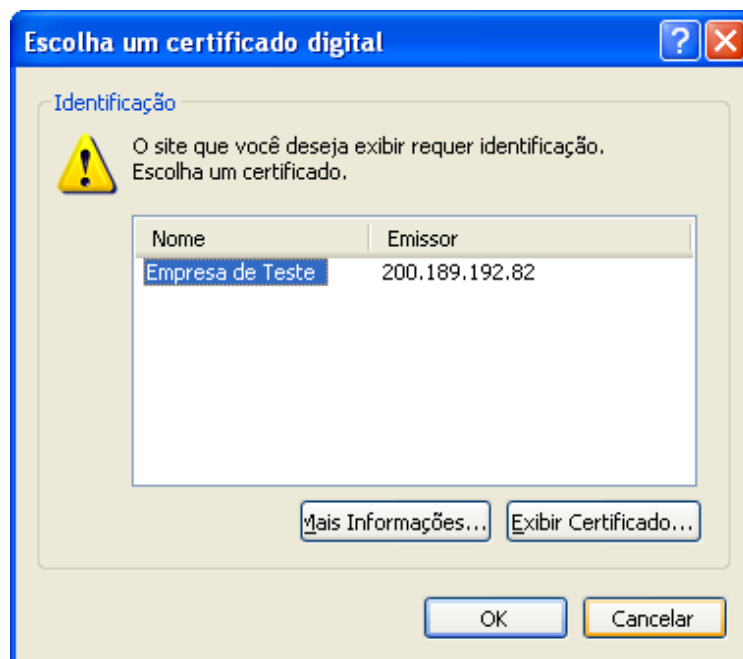 Escolha um certificado digital
Identificação
O site que você deseja exibir requer identificação.
Escolha um certificado.
Nome Emissor
Empresa de Teste 200.189.192.82
Mais Informações... Exibir Certificado...
OK Cancelar